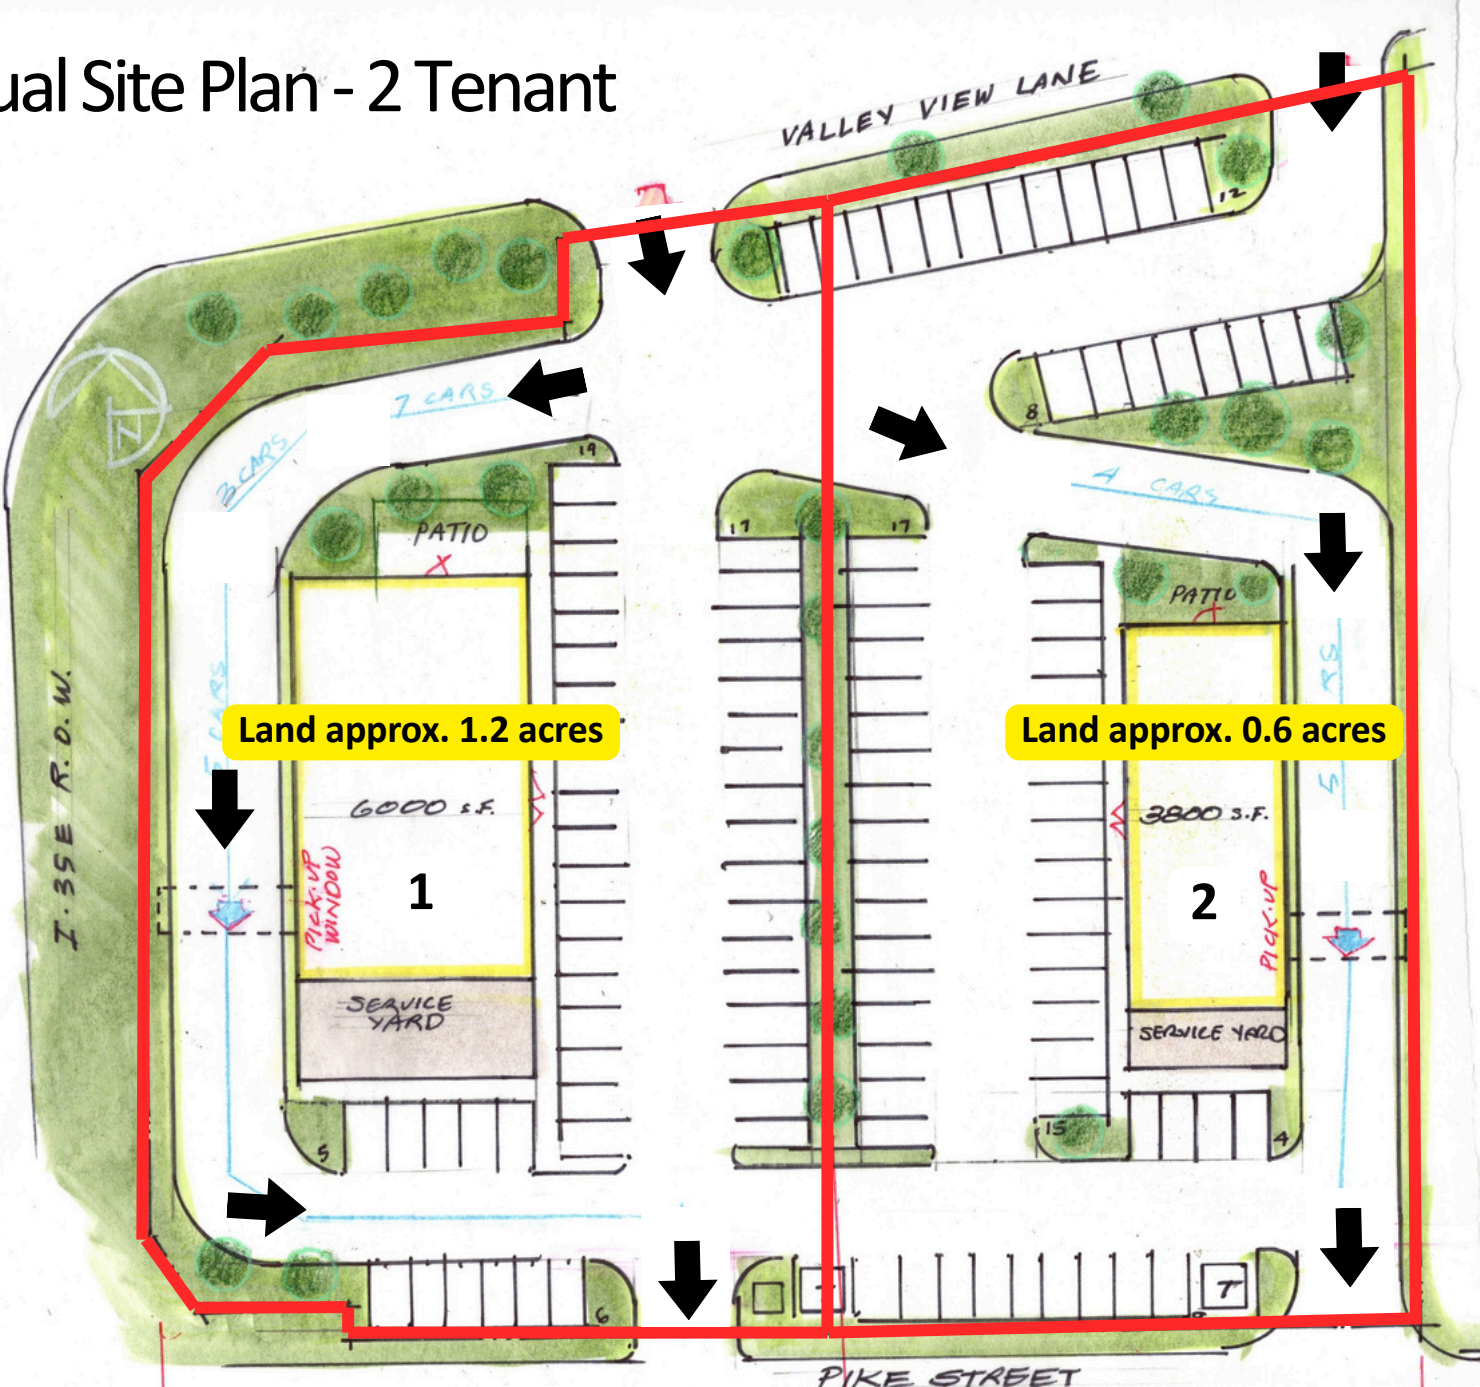 ual Site Plan - 2 Tenant
VALLEY VIEW LANE
12
7 CARS
8
3 CARS
19
4 CARS
PATIO
17
17
PATIO
5 CARS
I-35E R.O.W.
Land approx. 1.2 acres
Land approx. 0.6 acres
6000 S.F.
3800 S.F.
PICK-UP
WINDOW
1
2
PICK-UP
SERVICE
YARD
SERVICE YARD
5
15
4
6
T
PIKE STREET
N